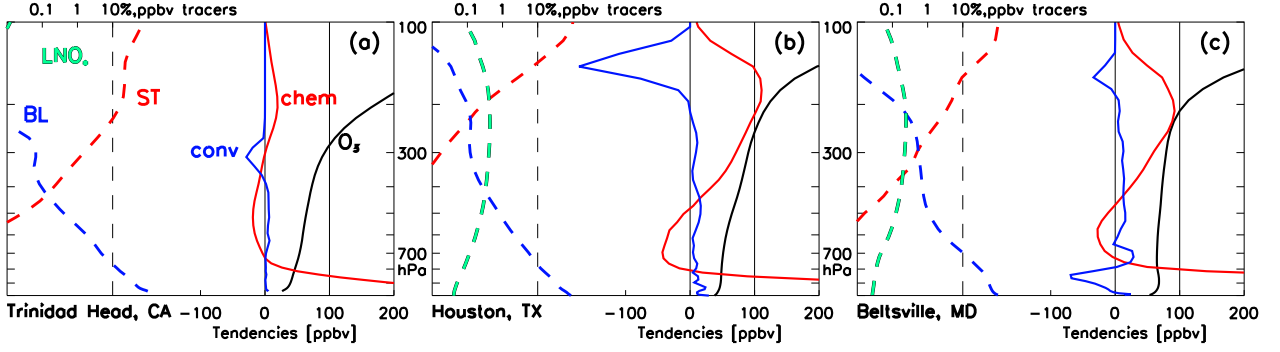 0.1 1 10%,ppbv tracers
100
(a)
LNOₓ
ST
chem
BL
conv
O₃
300
700
hPa
Trinidad Head, CA -100 0 100 200
Tendencies [ppbv]
0.1 1 10%,ppbv tracers
100
(b)
300
700
hPa
Houston, TX -100 0 100 200
Tendencies [ppbv]
0.1 1 10%,ppbv tracers
(c)
Beltsville, MD -100 0 100 200
Tendencies [ppbv]